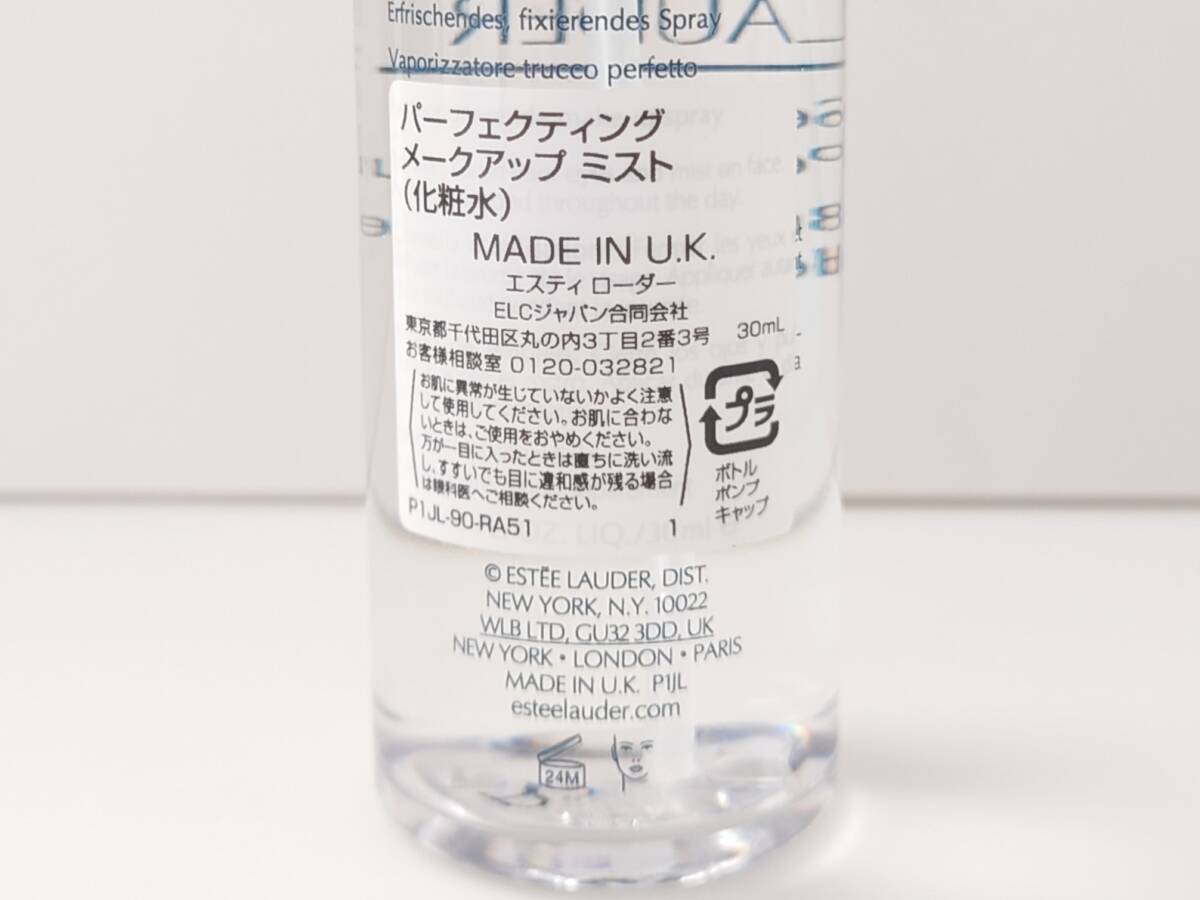 Erfrischendes, fixierendes Spray
Vaporizzatore trucco perfetto
パーフェクティング
メークアップ ミスト
(化粧水)
MADE IN U.K.
エスティ ローダー
ELCジャパン合同会社
東京都千代田区丸の内3丁目2番3号 30mL
お客様相談室 0120-032821
お肌に異常が生じていないかよく注意
して使用してください。お肌に合わな
いときは、ご使用をおやめください。
万が一目に入ったときは直ちに洗い流
し、すすいでも目に違和感が残る場合
は眼科医へご相談ください。
プラ
ボトル
ポンプ
キャップ
P1JL-90-RA51 1
© ESTĒE LAUDER, DIST.
NEW YORK, N.Y. 10022
WLB LTD, GU32 3DD, UK
NEW YORK • LONDON • PARIS
MADE IN U.K. P1JL
esteelauder.com
24M